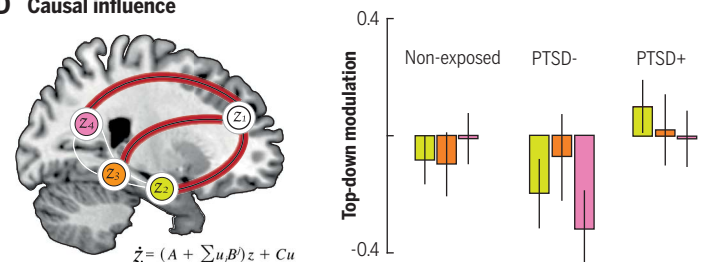 D Causal influence
0.4
Non-exposed PTSD- PTSD+
Top-down modulation
-0.4
Z4
Z1
Z3
Z2
ż = (A + ∑uⱼBʲ)z + Cu